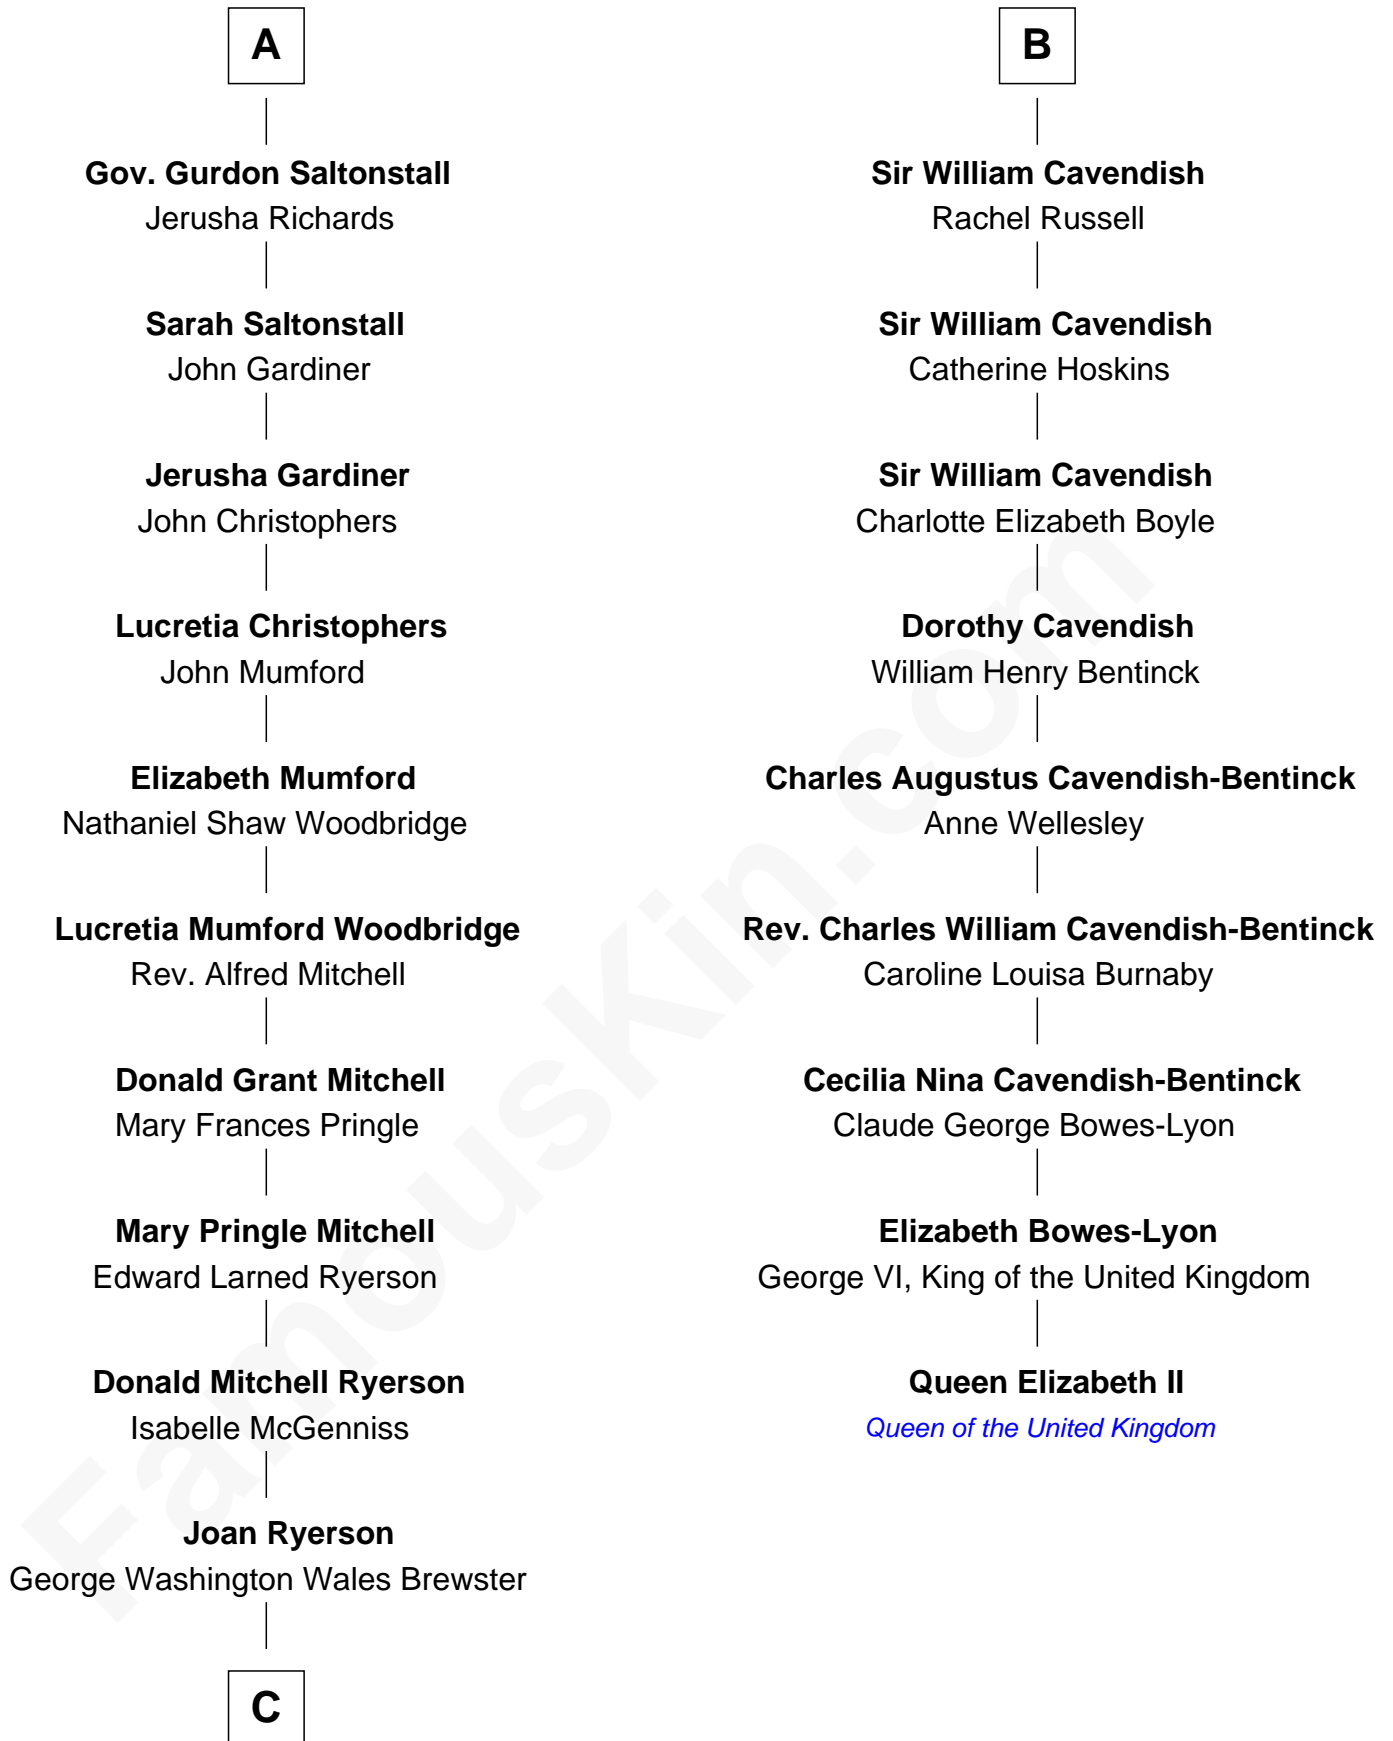 A
Gov. Gurdon Saltonstall
Jerusha Richards
Sarah Saltonstall
John Gardiner
Jerusha Gardiner
John Christophers
Lucretia Christophers
John Mumford
Elizabeth Mumford
Nathaniel Shaw Woodbridge
Lucretia Mumford Woodbridge
Rev. Alfred Mitchell
Donald Grant Mitchell
Mary Frances Pringle
Mary Pringle Mitchell
Edward Larned Ryerson
Donald Mitchell Ryerson
Isabelle McGenniss
Joan Ryerson
George Washington Wales Brewster
C
B
Sir William Cavendish
Rachel Russell
Sir William Cavendish
Catherine Hoskins
Sir William Cavendish
Charlotte Elizabeth Boyle
Dorothy Cavendish
William Henry Bentinck
Charles Augustus Cavendish-Bentinck
Anne Wellesley
Rev. Charles William Cavendish-Bentinck
Caroline Louisa Burnaby
Cecilia Nina Cavendish-Bentinck
Claude George Bowes-Lyon
Elizabeth Bowes-Lyon
George VI, King of the United Kingdom
Queen Elizabeth II
Queen of the United Kingdom
FamousKin.com